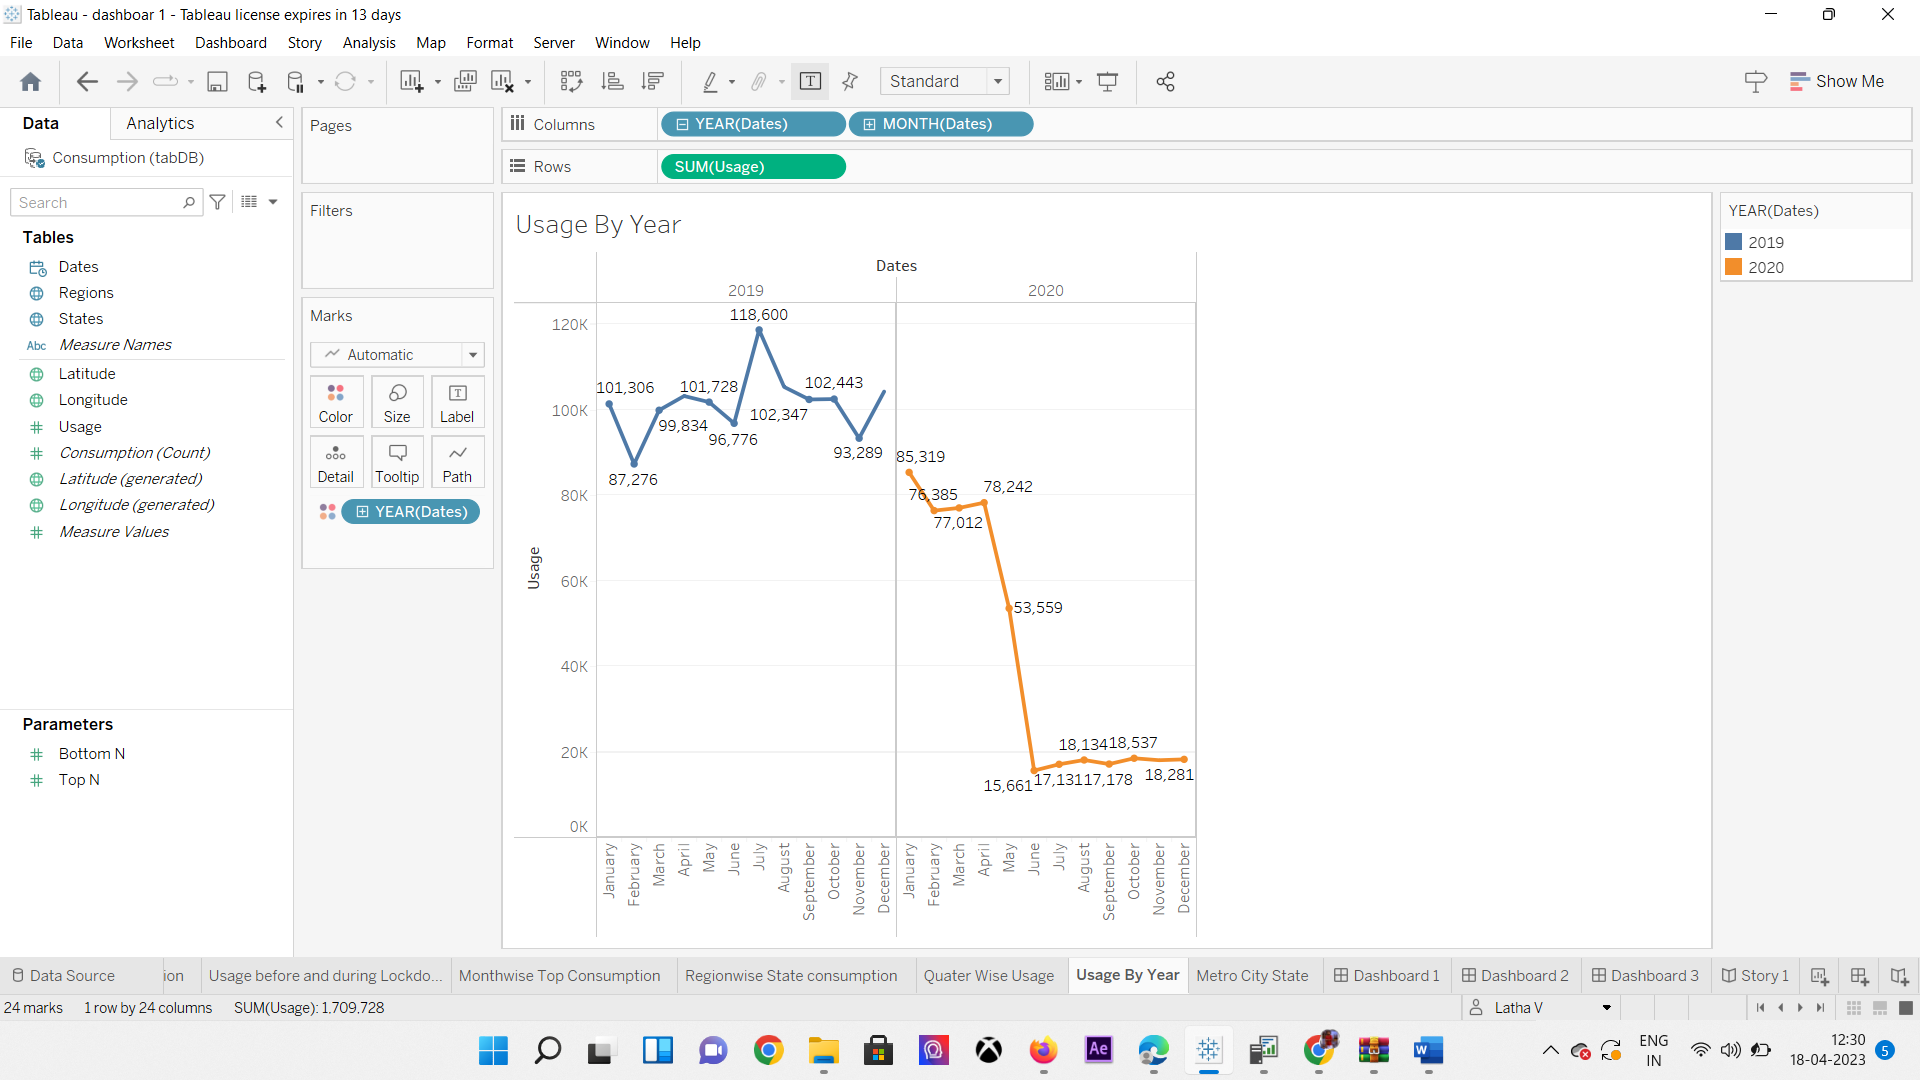 Tableau - dashboar 1 - Tableau license expires in 13 days
File Data Worksheet Dashboard Story Analysis Map Format Server Window Help
Standard
Show Me
Data Analytics
Consumption (tabDB)
Search
Tables
Dates
Regions
States
Abc Measure Names
Latitude
Longitude
Usage
Consumption (Count)
Latitude (generated)
Longitude (generated)
Measure Values
Parameters
Bottom N
Top N
Pages
Filters
Marks
Automatic
Color Size Label
Detail Tooltip Path
YEAR(Dates)
Columns YEAR(Dates) MONTH(Dates)
Rows SUM(Usage)
Usage By Year
Dates
2019 2020
Usage
120K
100K
80K
60K
40K
20K
0K
118,600
101,306 101,728 102,443
102,347
99,834
96,776
93,289
87,276
85,319
76,385 78,242
77,012
53,559
18,134 18,537
15,661 17,131 17,178 18,281
January February March April May June July August September October November December
January February March April May June July August September October November December
YEAR(Dates)
2019
2020
Data Source ion Usage before and during Lockdo... Monthwise Top Consumption Regionwise State consumption Quater Wise Usage Usage By Year Metro City State Dashboard 1 Dashboard 2 Dashboard 3 Story 1
24 marks 1 row by 24 columns SUM(Usage): 1,709,728 Latha V
Ae
W
ENG
IN
12:30
18-04-2023
5